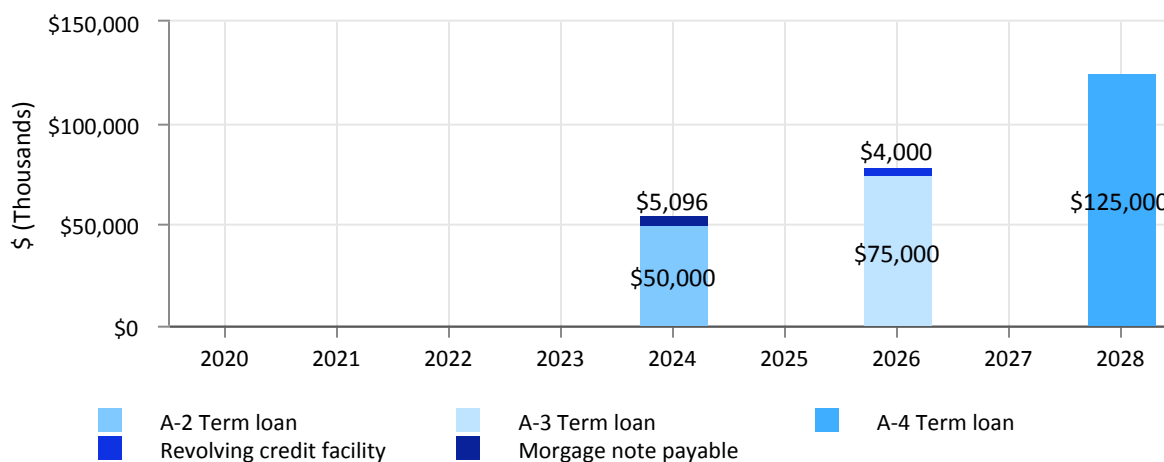 $150,000
$100,000
$50,000
$0
$ (Thousands)
$4,000
$5,096
$125,000
$75,000
$50,000
2020 2021 2022 2023 2024 2025 2026 2027 2028
A-2 Term loan A-3 Term loan A-4 Term loan
Revolving credit facility Morgage note payable